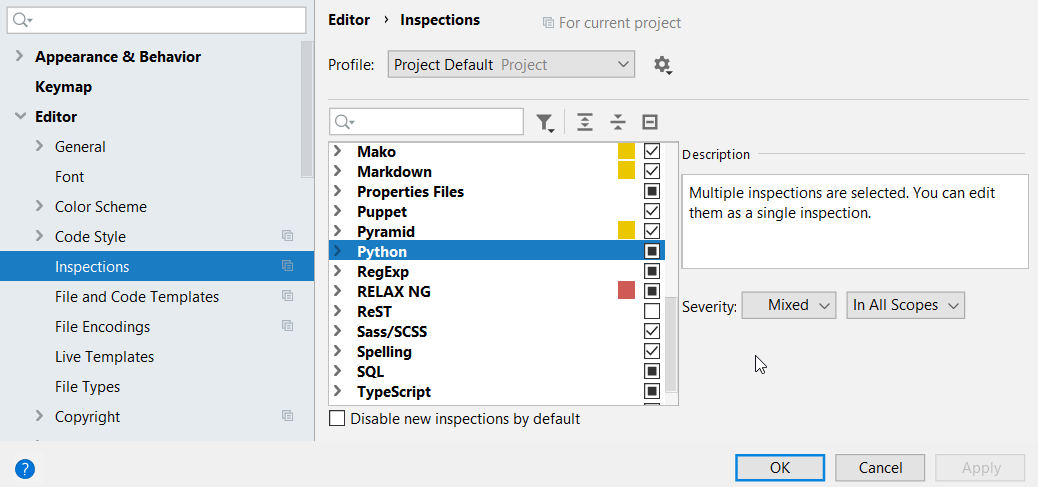 Appearance & Behavior
Keymap
Editor
General
Font
Color Scheme
Code Style
Inspections
File and Code Templates
File Encodings
Live Templates
File Types
Copyright
?
Editor › Inspections For current project
Profile: Project Default Project
Mako
Markdown
Properties Files
Puppet
Pyramid
Python
RegExp
RELAX NG
ReST
Sass/SCSS
Spelling
SQL
TypeScript
Disable new inspections by default
Description
Multiple inspections are selected. You can edit
them as a single inspection.
Severity: Mixed In All Scopes
OK Cancel Apply